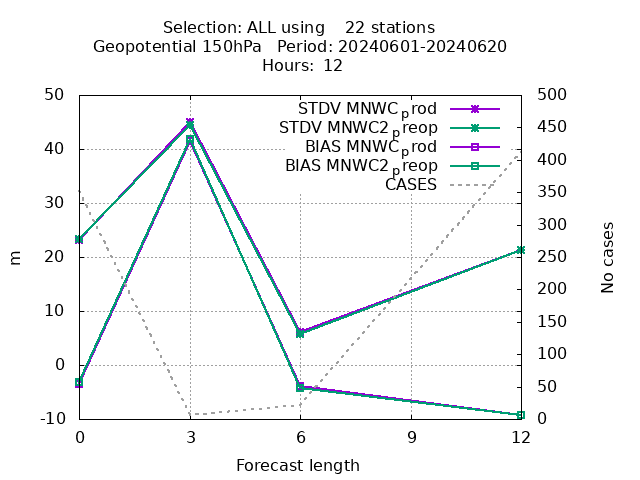 Selection: ALL using    22 stations
Geopotential 150hPa   Period: 20240601-20240620
Hours: 12
50
40
30
20
10
0
-10
m
STDV MNWC_prod
STDV MNWC2_preop
BIAS MNWC_prod
BIAS MNWC2_preop
CASES
500
450
400
350
300
250
200
150
100
50
0
No cases
0 3 6 9 12
Forecast length